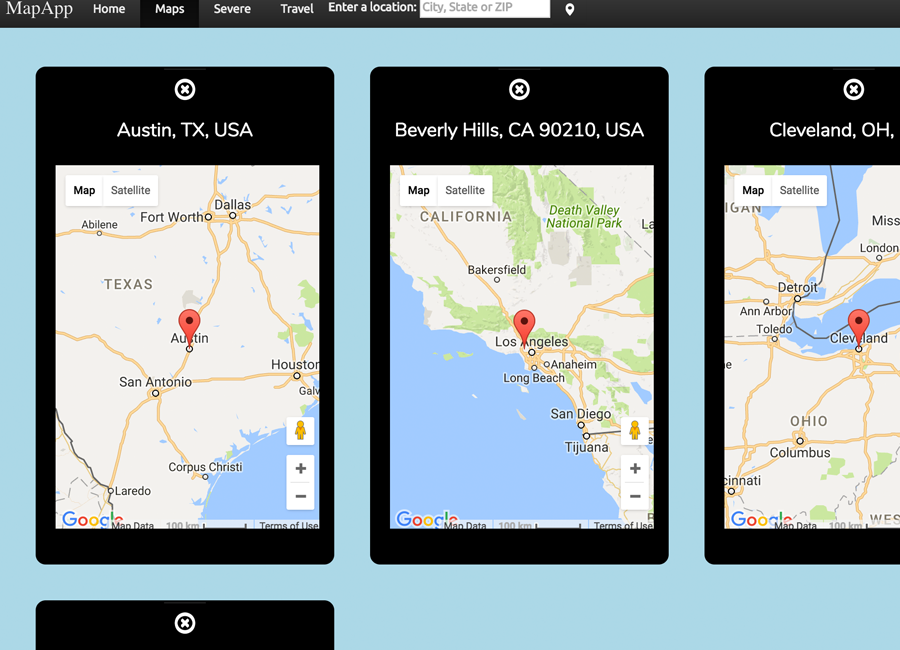 MapApp Home Maps Severe Travel Enter a location: City, State or ZIP
Austin, TX, USA
Map Satellite
Dallas
Fort Worth
Abilene
TEXAS
Austin
Houston
San Antonio
Galv
Corpus Christi
Laredo
Google Map Data 100 km Terms of Use
Beverly Hills, CA 90210, USA
Map Satellite
CALIFORNIA
Death Valley
National Park
La
Bakersfield
Los Angeles
Anaheim
Long Beach
San Diego
Tijuana
Google Map Data 100 km Terms of Use
Cleveland, OH,
Map Satellite
IGAN
Miss
London
Detroit
Ann Arbor
Toledo
Cleveland
ne
OHIO
Columbus
cinnati
WES
Google Map Data 100 km